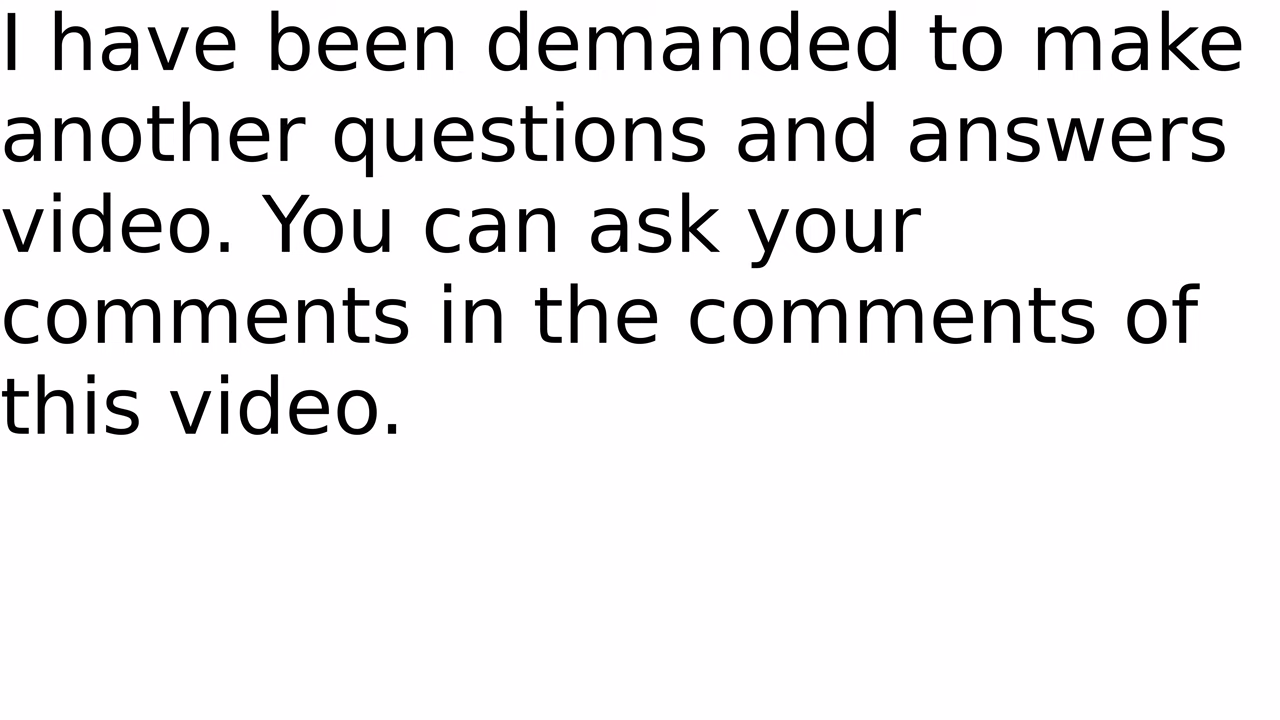 I have been demanded to make
another questions and answers
video. You can ask your
comments in the comments of
this video.